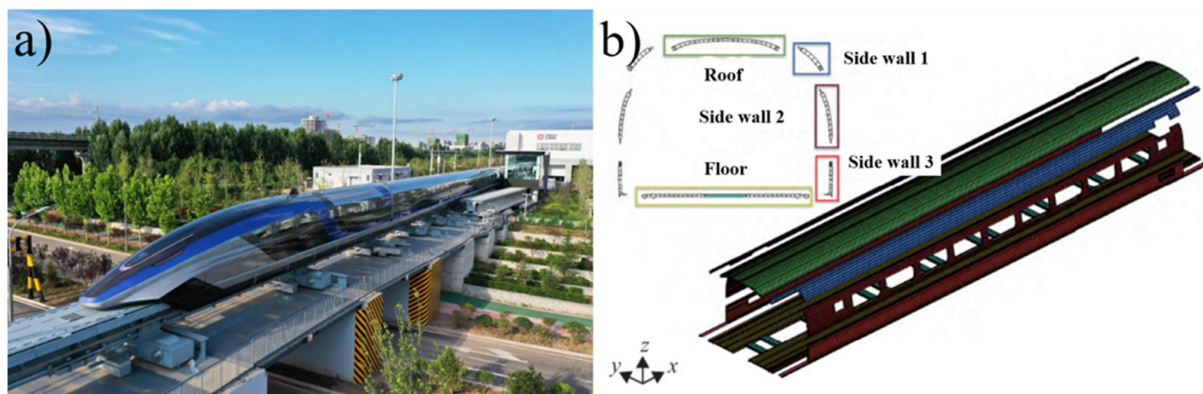 a)
b)
Roof
Side wall 1
Side wall 2
Floor
Side wall 3
z
y
x